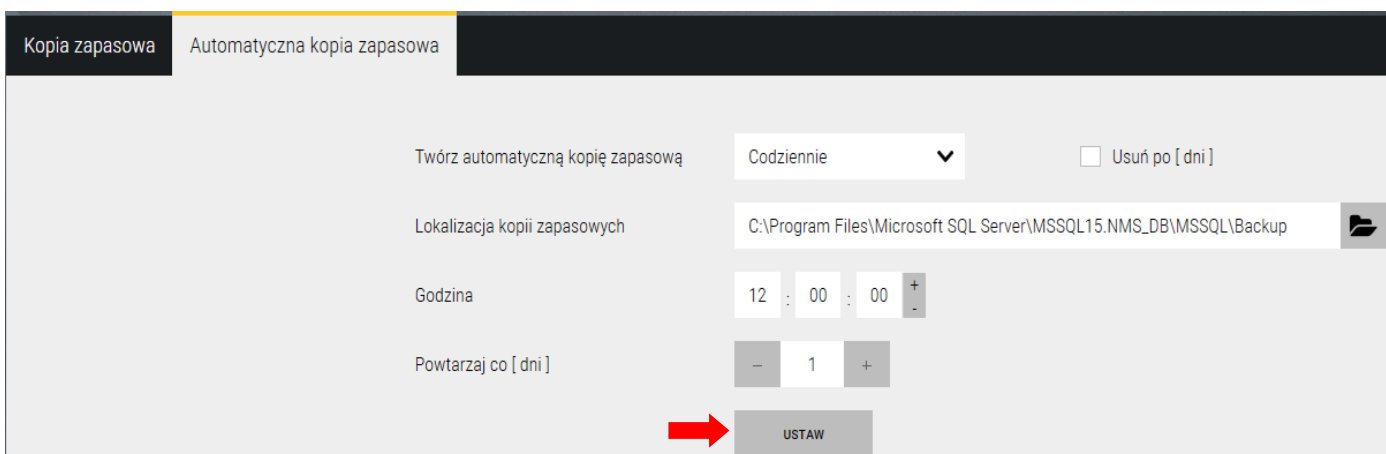 Kopia zapasowa Automatyczna kopia zapasowa
Twórz automatyczną kopię zapasową Codziennie Usuń po [ dni ]
Lokalizacja kopii zapasowych C:\Program Files\Microsoft SQL Server\MSSQL15.NMS_DB\MSSQL\Backup
Godzina 12 : 00 : 00 + -
Powtarzaj co [ dni ] – 1 +
USTAW